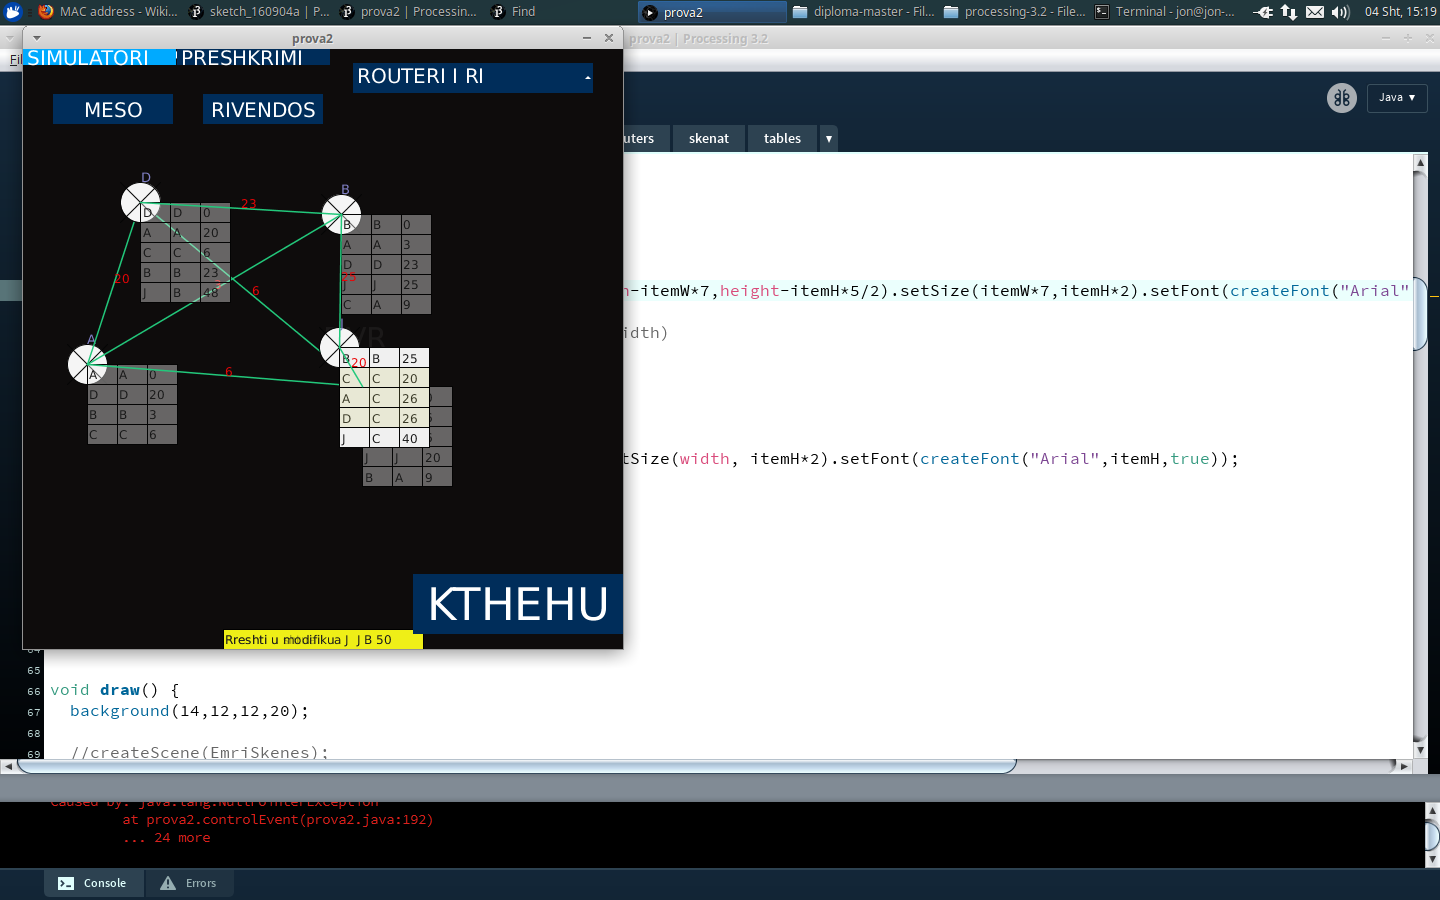 MAC address - Wiki...
sketch_160904a | P...
prova2 | Processin...
Find
prova2
diploma-master - Fil...
processing-3.2 - File...
Terminal - jon@jon-...
04 Sht, 15:19
prova2
prova2 | Processing 3.2
SIMULATORI
PRESHKRIMI
ROUTERI I RI
MESO
RIVENDOS
Java ▾
uters
skenat
tables
▾
D
B
23
D D 0
A A 20
C C 6
B B 23
J B 48
B B 0
A A 3
D D 23
J J 25
C A 9
20
6
25
n-itemW*7,height-itemH*5/2).setSize(itemW*7,itemH*2).setFont(createFont("Arial"
idth)
A
20
B B 25
C C 20
A C 26
D C 26
J C 40
6
A A 0
D D 20
B B 3
C C 6
J J 20
B A 9
tSize(width, itemH*2).setFont(createFont("Arial",itemH,true));
KTHEHU
Rreshti u modifikua J J B 50
64
65
66 void draw() {
67 background(14,12,12,20);
68
69 //createScene(EmriSkenes);
Caused by: java.lang.NullPointerException
at prova2.controlEvent(prova2.java:192)
... 24 more
Console
Errors